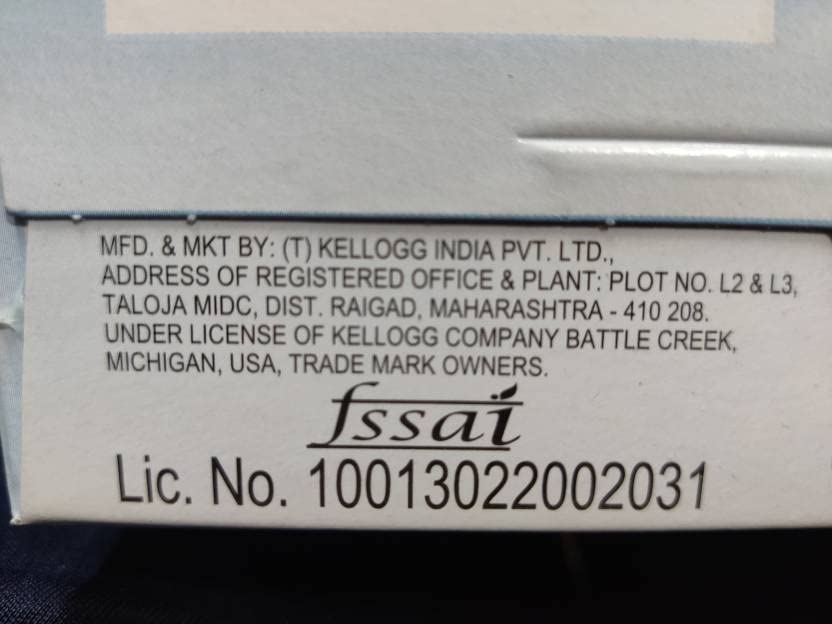 MFD. & MKT BY: (T) KELLOGG INDIA PVT. LTD.,
ADDRESS OF REGISTERED OFFICE & PLANT: PLOT NO. L2 & L3,
TALOJA MIDC, DIST. RAIGAD, MAHARASHTRA - 410 208.
UNDER LICENSE OF KELLOGG COMPANY BATTLE CREEK,
MICHIGAN, USA, TRADE MARK OWNERS.
fssai
Lic. No. 10013022002031